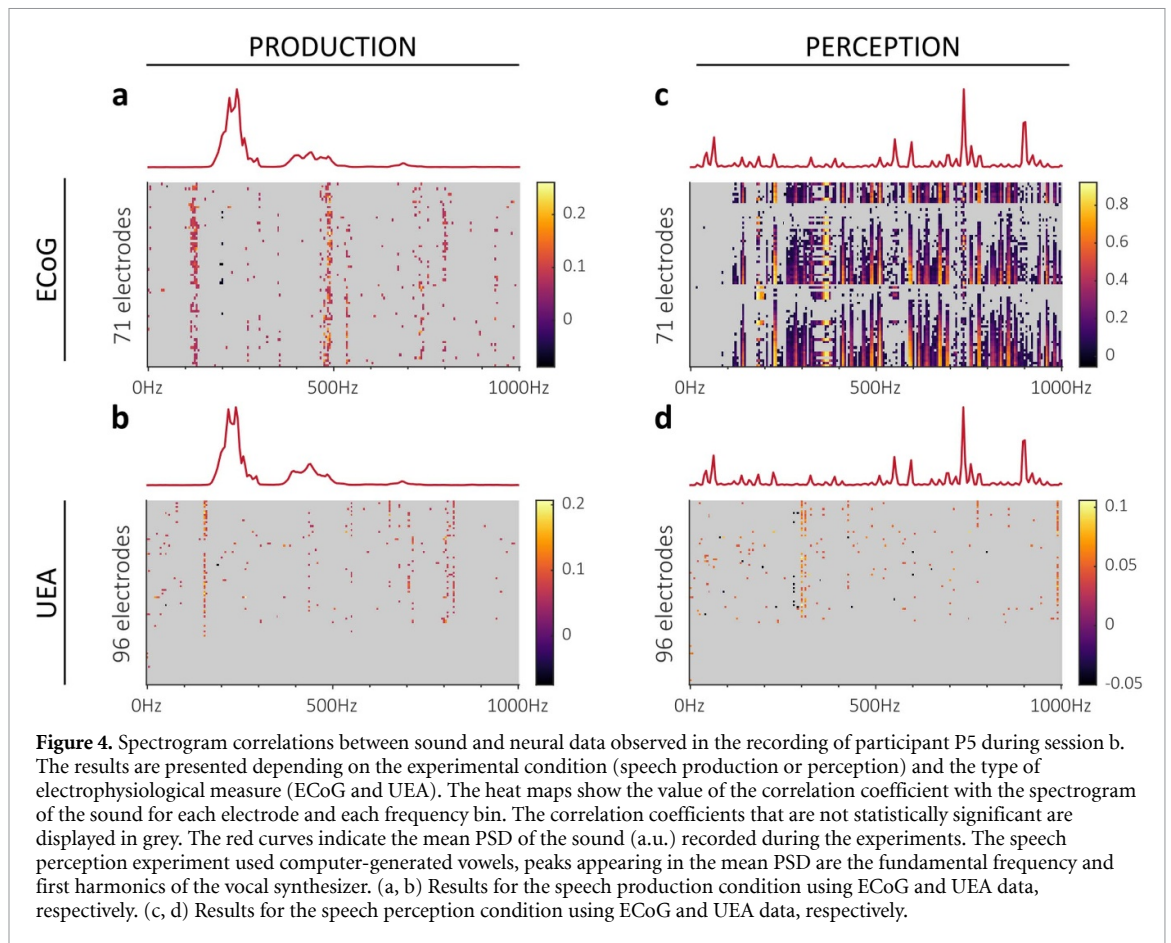 PRODUCTION
PERCEPTION
a
c
ECoG
71 electrodes
0.2
0.1
0
71 electrodes
0.8
0.6
0.4
0.2
0
0Hz 500Hz 1000Hz
0Hz 500Hz 1000Hz
b
d
UEA
96 electrodes
0.2
0.1
0
96 electrodes
0.1
0.05
0
-0.05
0Hz 500Hz 1000Hz
0Hz 500Hz 1000Hz
Figure 4. Spectrogram correlations between sound and neural data observed in the recording of participant P5 during session b.
The results are presented depending on the experimental condition (speech production or perception) and the type of
electrophysiological measure (ECoG and UEA). The heat maps show the value of the correlation coefficient with the spectrogram
of the sound for each electrode and each frequency bin. The correlation coefficients that are not statistically significant are
displayed in grey. The red curves indicate the mean PSD of the sound (a.u.) recorded during the experiments. The speech
perception experiment used computer-generated vowels, peaks appearing in the mean PSD are the fundamental frequency and
first harmonics of the vocal synthesizer. (a, b) Results for the speech production condition using ECoG and UEA data,
respectively. (c, d) Results for the speech perception condition using ECoG and UEA data, respectively.